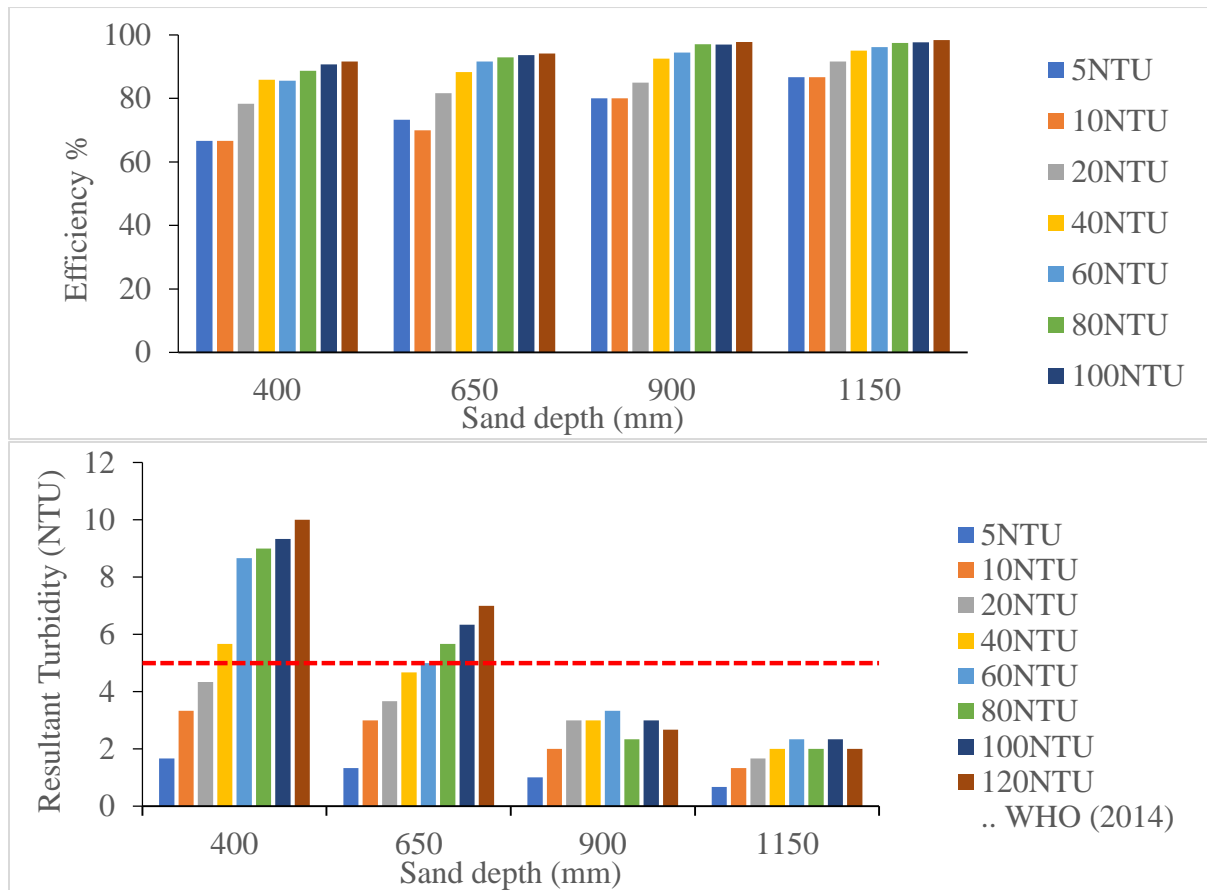 Efficiency %
100
80
60
40
20
0
400 650 900 1150
Sand depth (mm)
5NTU
10NTU
20NTU
40NTU
60NTU
80NTU
100NTU
Resultant Turbidity (NTU)
12
10
8
6
4
2
0
400 650 900 1150
Sand depth (mm)
5NTU
10NTU
20NTU
40NTU
60NTU
80NTU
100NTU
120NTU
.. WHO (2014)